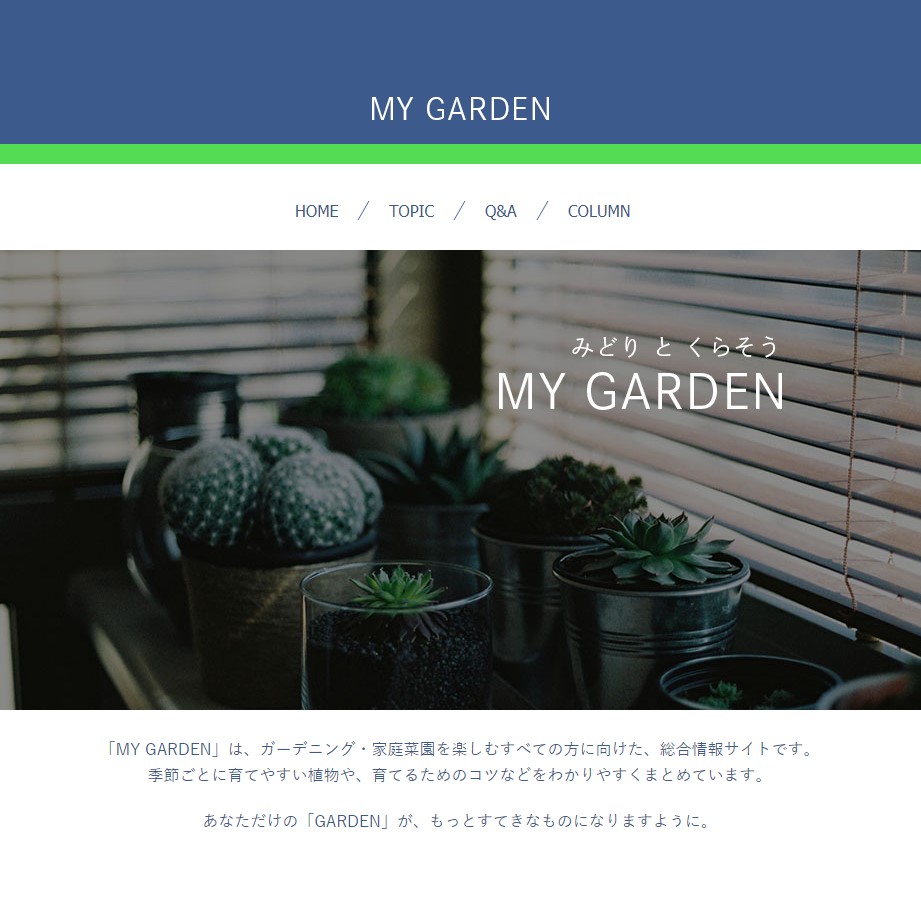 MY GARDEN
HOME ／ TOPIC ／ Q&A ／ COLUMN
みどり と くらそう
MY GARDEN
「MY GARDEN」は、ガーデニング・家庭菜園を楽しむすべての方に向けた、総合情報サイトです。
季節ごとに育てやすい植物や、育てるためのコツなどをわかりやすくまとめています。
あなただけの「GARDEN」が、もっとすてきなものになりますように。